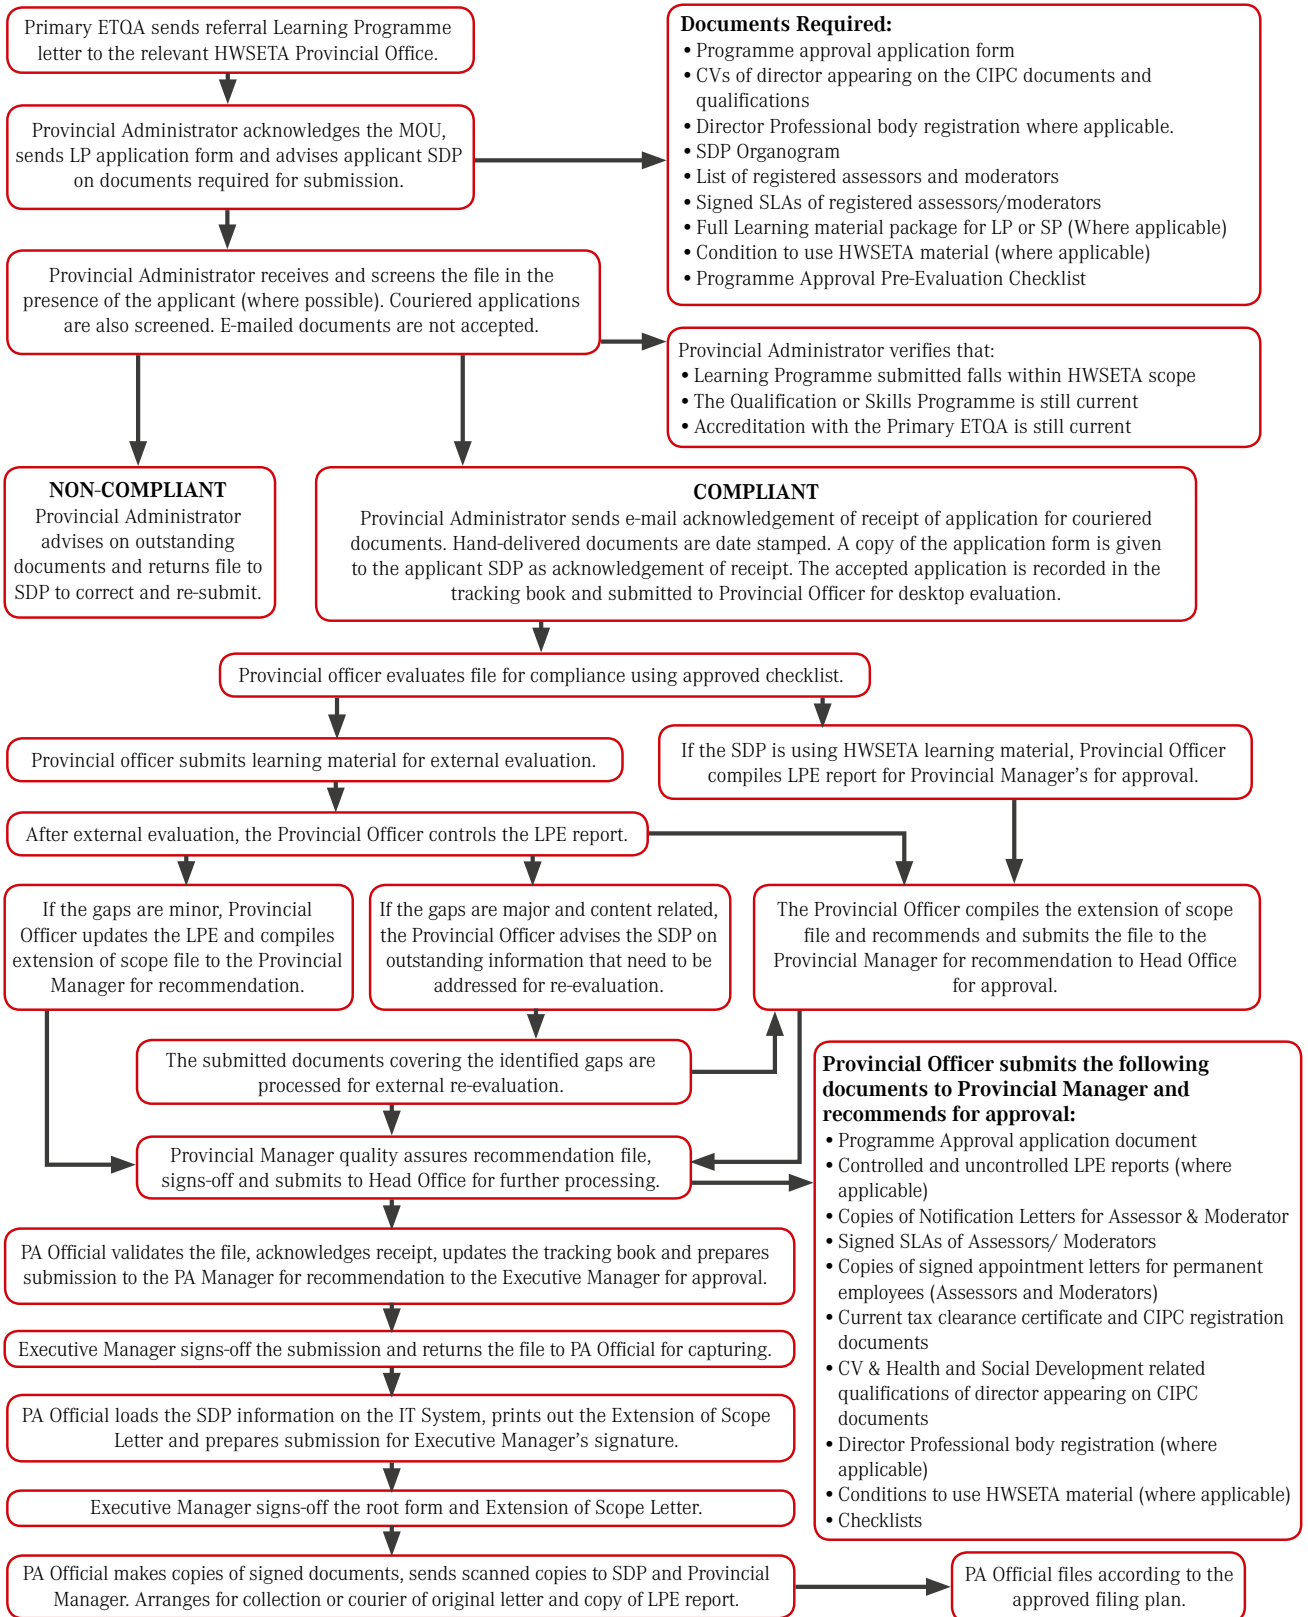 Primary ETQA sends referral Learning Programme
letter to the relevant HWSETA Provincial Office.
Documents Required:
• Programme approval application form
• CVs of director appearing on the CIPC documents and
qualifications
• Director Professional body registration where applicable.
• SDP Organogram
• List of registered assessors and moderators
• Signed SLAs of registered assessors/moderators
• Full Learning material package for LP or SP (Where applicable)
• Condition to use HWSETA material (where applicable)
• Programme Approval Pre-Evaluation Checklist
Provincial Administrator acknowledges the MOU,
sends LP application form and advises applicant SDP
on documents required for submission.
Provincial Administrator receives and screens the file in the
presence of the applicant (where possible). Couriered applications
are also screened. E-mailed documents are not accepted.
Provincial Administrator verifies that:
• Learning Programme submitted falls within HWSETA scope
• The Qualification or Skills Programme is still current
• Accreditation with the Primary ETQA is still current
NON-COMPLIANT
Provincial Administrator
advises on outstanding
documents and returns file to
SDP to correct and re-submit.
COMPLIANT
Provincial Administrator sends e-mail acknowledgement of receipt of application for couriered
documents. Hand-delivered documents are date stamped. A copy of the application form is given
to the applicant SDP as acknowledgement of receipt. The accepted application is recorded in the
tracking book and submitted to Provincial Officer for desktop evaluation.
Provincial officer evaluates file for compliance using approved checklist.
Provincial officer submits learning material for external evaluation.
If the SDP is using HWSETA learning material, Provincial Officer
compiles LPE report for Provincial Manager's for approval.
After external evaluation, the Provincial Officer controls the LPE report.
If the gaps are minor, Provincial
Officer updates the LPE and compiles
extension of scope file to the Provincial
Manager for recommendation.
If the gaps are major and content related,
the Provincial Officer advises the SDP on
outstanding information that need to be
addressed for re-evaluation.
The Provincial Officer compiles the extension of scope
file and recommends and submits the file to the
Provincial Manager for recommendation to Head Office
for approval.
The submitted documents covering the identified gaps are
processed for external re-evaluation.
Provincial Manager quality assures recommendation file,
signs-off and submits to Head Office for further processing.
Provincial Officer submits the following
documents to Provincial Manager and
recommends for approval:
• Programme Approval application document
• Controlled and uncontrolled LPE reports (where
applicable)
• Copies of Notification Letters for Assessor & Moderator
• Signed SLAs of Assessors/ Moderators
• Copies of signed appointment letters for permanent
employees (Assessors and Moderators)
• Current tax clearance certificate and CIPC registration
documents
• CV & Health and Social Development related
qualifications of director appearing on CIPC
documents
• Director Professional body registration (where
applicable)
• Conditions to use HWSETA material (where applicable)
• Checklists
PA Official validates the file, acknowledges receipt, updates the tracking book and prepares
submission to the PA Manager for recommendation to the Executive Manager for approval.
Executive Manager signs-off the submission and returns the file to PA Official for capturing.
PA Official loads the SDP information on the IT System, prints out the Extension of Scope
Letter and prepares submission for Executive Manager's signature.
Executive Manager signs-off the root form and Extension of Scope Letter.
PA Official makes copies of signed documents, sends scanned copies to SDP and Provincial
Manager. Arranges for collection or courier of original letter and copy of LPE report.
PA Official files according to the
approved filing plan.